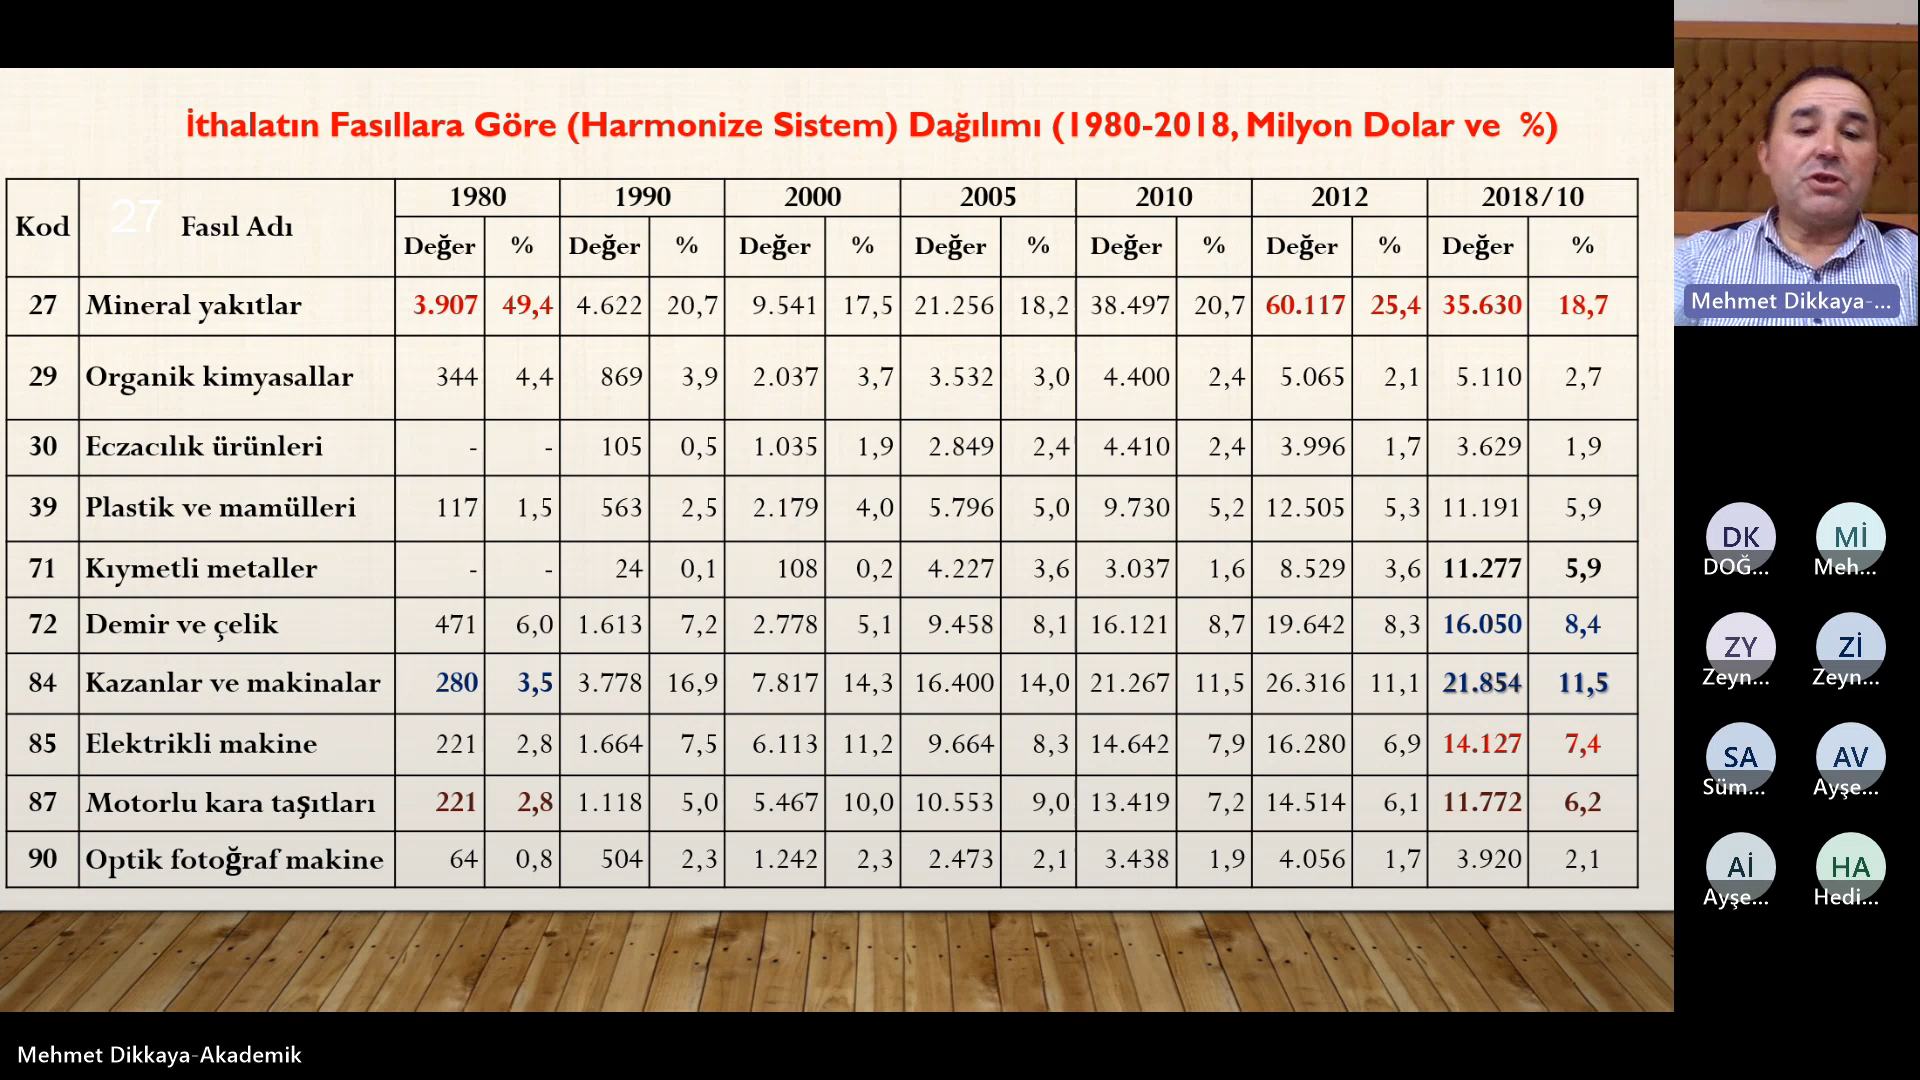 İthalatın Fasıllara Göre (Harmonize Sistem) Dağılımı (1980-2018, Milyon Dolar ve %)
Kod 27 Fasıl Adı 1980 1990 2000 2005 2010 2012 2018/10
Değer % Değer % Değer % Değer % Değer % Değer % Değer %
27 Mineral yakıtlar 3.907 49,4 4.622 20,7 9.541 17,5 21.256 18,2 38.497 20,7 60.117 25,4 35.630 18,7
29 Organik kimyasallar 344 4,4 869 3,9 2.037 3,7 3.532 3,0 4.400 2,4 5.065 2,1 5.110 2,7
30 Eczacılık ürünleri - - 105 0,5 1.035 1,9 2.849 2,4 4.410 2,4 3.996 1,7 3.629 1,9
39 Plastik ve mamülleri 117 1,5 563 2,5 2.179 4,0 5.796 5,0 9.730 5,2 12.505 5,3 11.191 5,9
71 Kıymetli metaller - - 24 0,1 108 0,2 4.227 3,6 3.037 1,6 8.529 3,6 11.277 5,9
72 Demir ve çelik 471 6,0 1.613 7,2 2.778 5,1 9.458 8,1 16.121 8,7 19.642 8,3 16.050 8,4
84 Kazanlar ve makinalar 280 3,5 3.778 16,9 7.817 14,3 16.400 14,0 21.267 11,5 26.316 11,1 21.854 11,5
85 Elektrikli makine 221 2,8 1.664 7,5 6.113 11,2 9.664 8,3 14.642 7,9 16.280 6,9 14.127 7,4
87 Motorlu kara taşıtları 221 2,8 1.118 5,0 5.467 10,0 10.553 9,0 13.419 7,2 14.514 6,1 11.772 6,2
90 Optik fotoğraf makine 64 0,8 504 2,3 1.242 2,3 2.473 2,1 3.438 1,9 4.056 1,7 3.920 2,1
Mehmet Dikkaya-...
DK Mİ
DOĞ... Meh...
ZY Zİ
Zeyn... Zeyn...
SA AV
Süm... Ayşe...
Aİ HA
Ayşe... Hedi...
Mehmet Dikkaya-Akademik